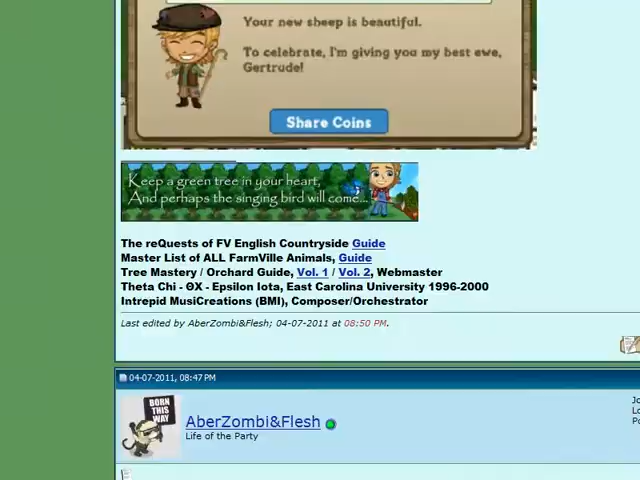 Your new sheep is beautiful.
To celebrate, I'm giving you my best ewe,
Gertrude!
Share Coins
Keep a green tree in your heart,
And perhaps the singing bird will come...
The reQuests of FV English Countryside Guide
Master List of ALL FarmVille Animals, Guide
Tree Mastery / Orchard Guide, Vol. 1 / Vol. 2, Webmaster
Theta Chi - ΘX - Epsilon Iota, East Carolina University 1996-2000
Intrepid MusiCreations (BMI), Composer/Orchestrator
Last edited by AberZombi&Flesh; 04-07-2011 at 08:50 PM.
04-07-2011, 08:47 PM
BORN
THIS
WAY
AberZombi&Flesh
Life of the Party
Jo
Lo
Po